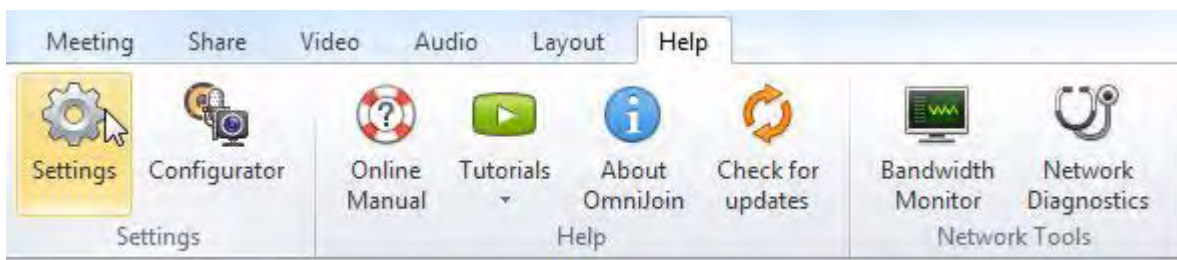 Meeting Share Video Audio Layout Help
Settings Configurator Online Tutorials About Check for Bandwidth Network
Manual OmniJoin updates Monitor Diagnostics
Settings Help Network Tools